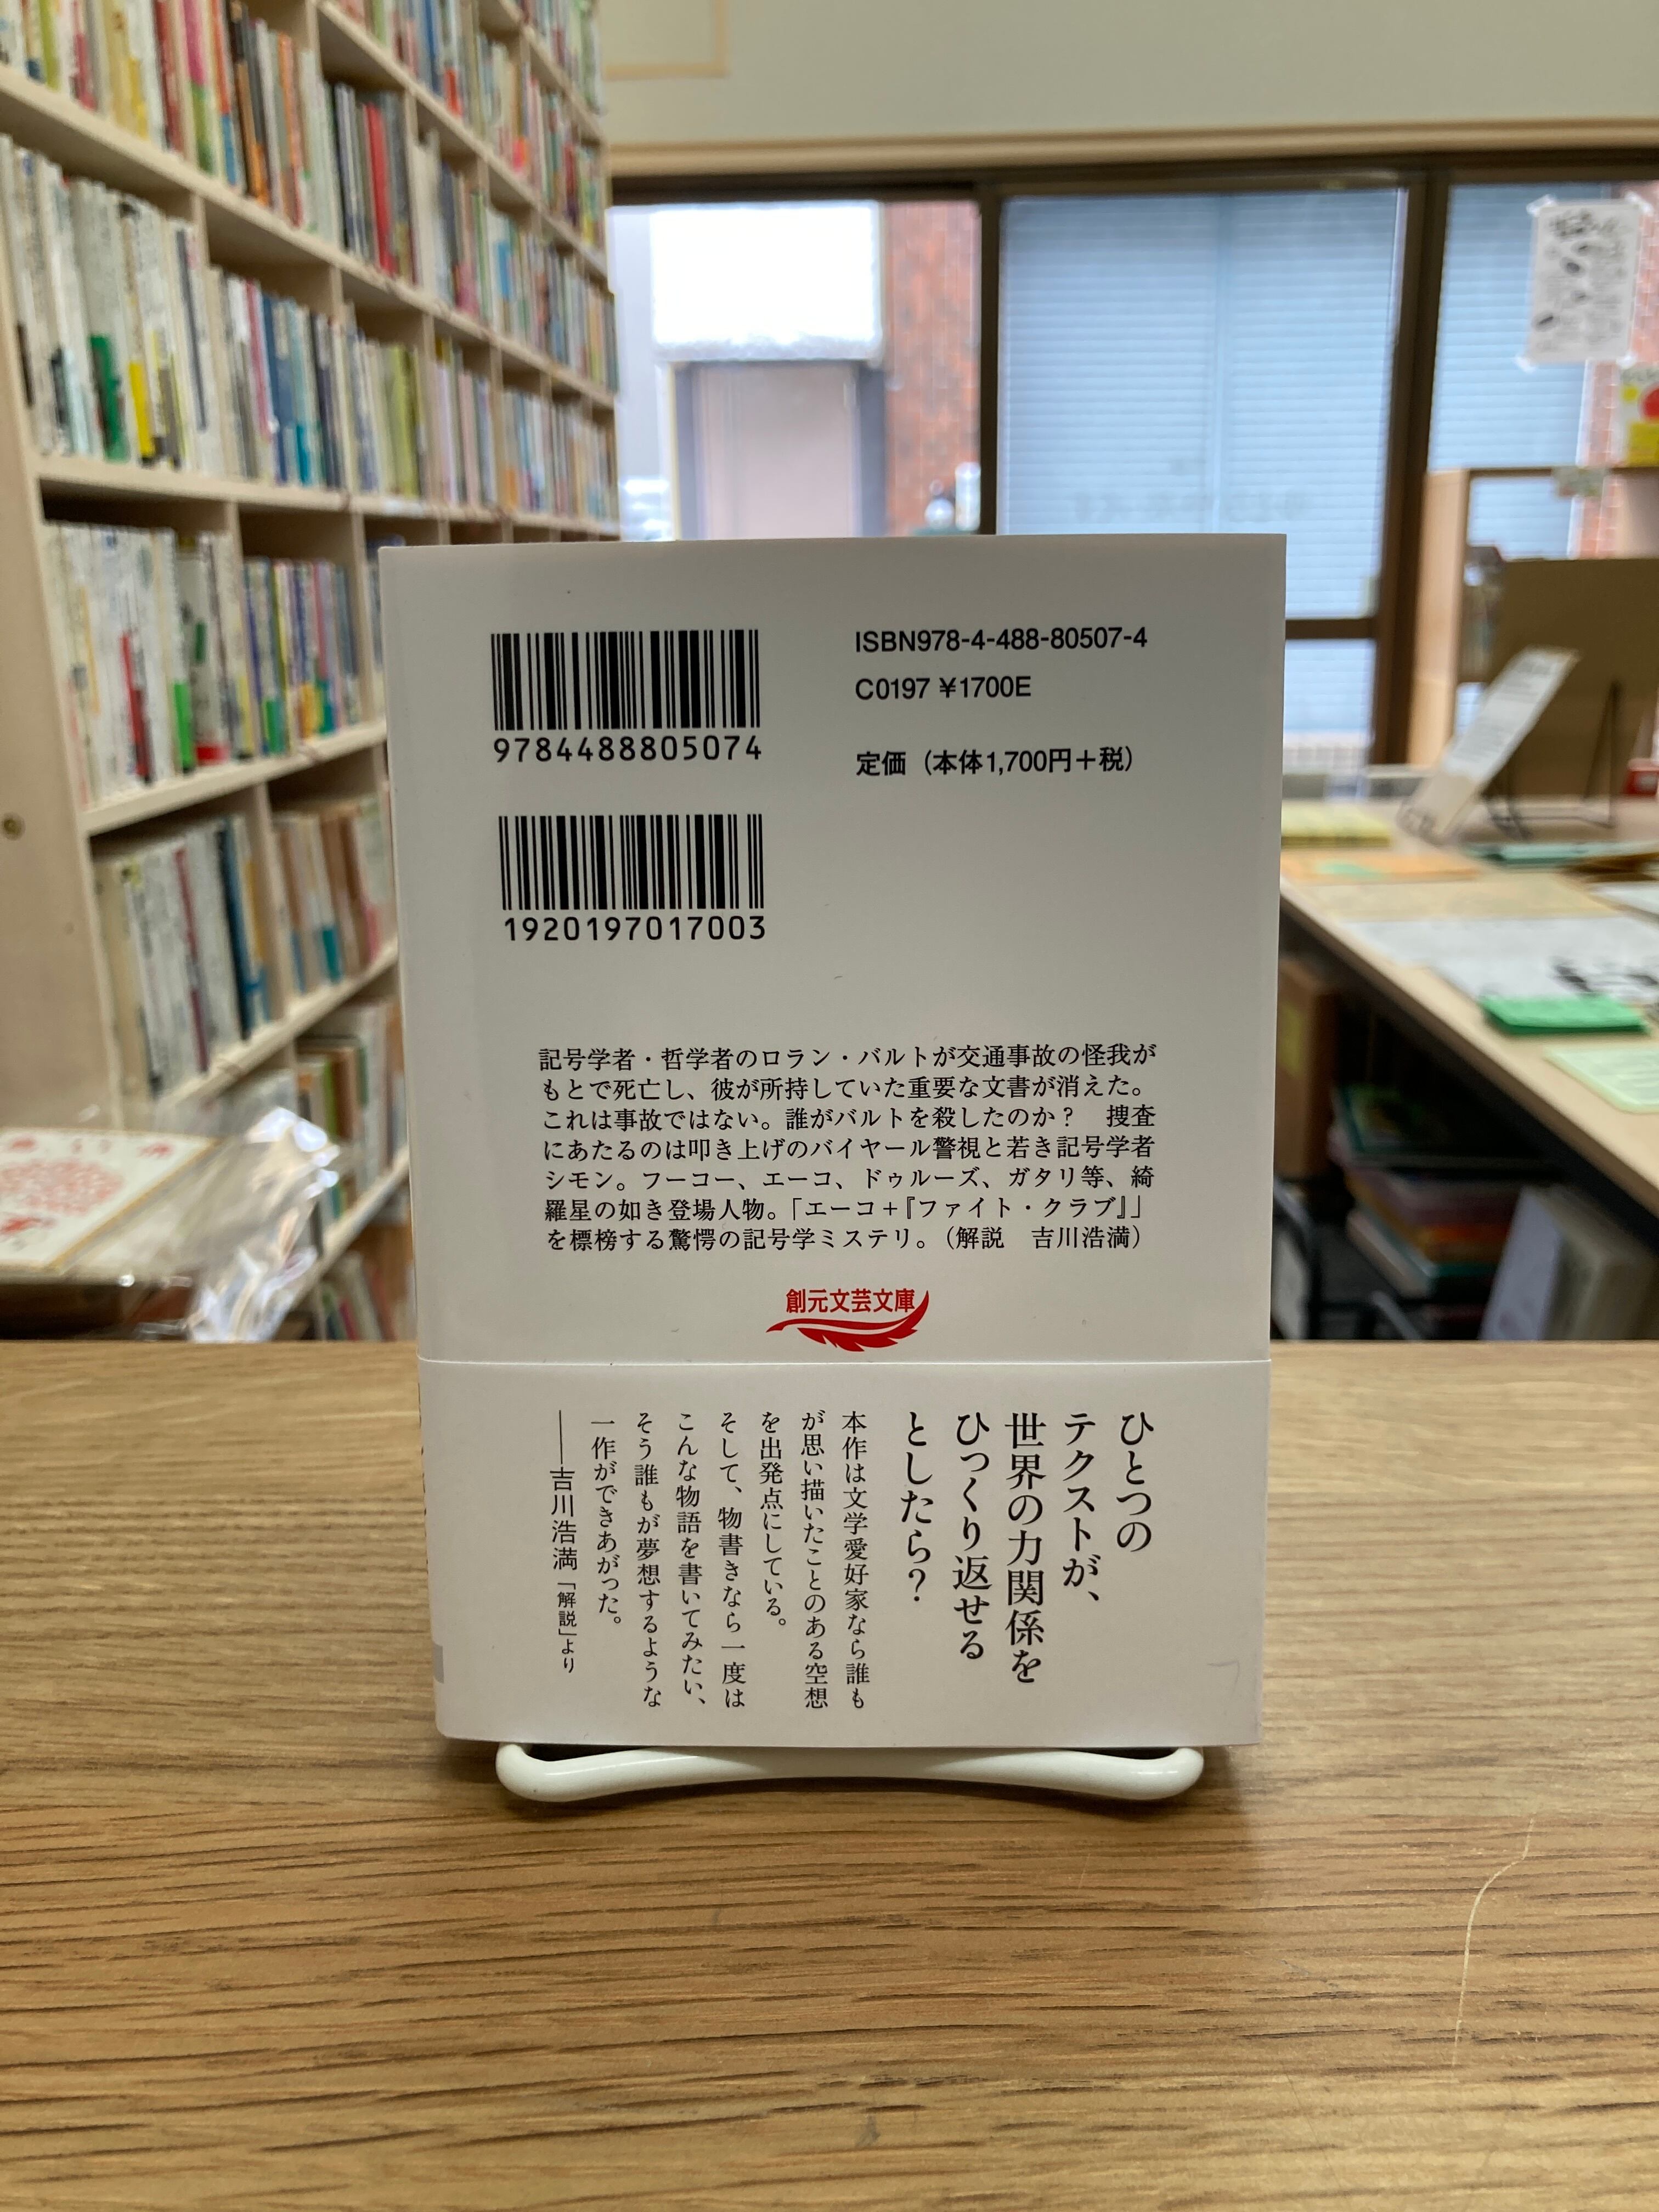 9784488805074
1920197017003
ISBN978-4-488-80507-4
C0197 ¥1700E
定価（本体1,700円＋税）
記号学者・哲学者のロラン・バルトが交通事故の怪我が
もとで死亡し、彼が所持していた重要な文書が消えた。
これは事故ではない。誰がバルトを殺したのか？　捜査
にあたるのは叩き上げのバイヤール警視と若き記号学者
シモン。フーコー、エーコ、ドゥルーズ、ガタリ等、綺
羅星の如き登場人物。「エーコ＋『ファイト・クラブ』」
を標榜する驚愕の記号学ミステリ。（解説　吉川浩満）
創元文芸文庫
ひとつの
テクストが、
世界の力関係を
ひっくり返せる
としたら？
本作は文学愛好家なら誰も
が思い描いたことのある空想
を出発点にしている。
そして、物書きなら一度は
こんな物語を書いてみたい、
そう誰もが夢想するような
一作ができあがった。
――吉川浩満「解説」より